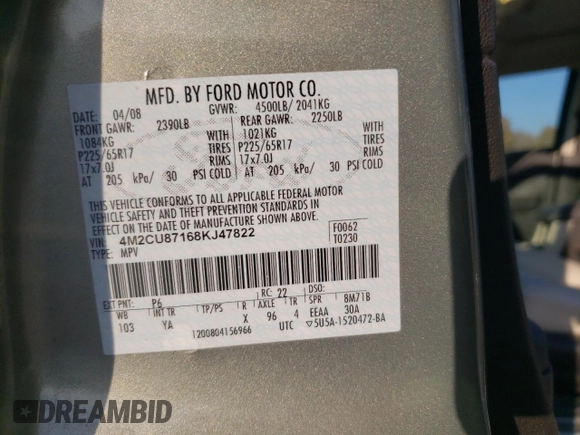 MFD. BY FORD MOTOR CO.
DATE: 04/08 GVWR: 4500LB/ 2041KG
FRONT GAWR: 2390LB REAR GAWR: 2250LB
1084KG WITH 1021KG WITH
P225/65R17 TIRES P225/65R17 TIRES
17x7.0J RIMS 17x7.0J RIMS
AT 205 kPa/ 30 PSI COLD AT 205 kPa/ 30 PSI COLD
THIS VEHICLE CONFORMS TO ALL APPLICABLE FEDERAL MOTOR
VEHICLE SAFETY AND THEFT PREVENTION STANDARDS IN
EFFECT ON THE DATE OF MANUFACTURE SHOWN ABOVE.
VIN: 4M2CU87168KJ47822 F0062
TYPE: MPV T0230
EXT PNT: P6 RC: 22 DSO:
WB INT TR TP/PS R AXLE TR SPR 8M71B
103 YA X 96 4 EEAA 30A
1200804156966 UTC ▽5U5A-1520472-BA
DREAMBID